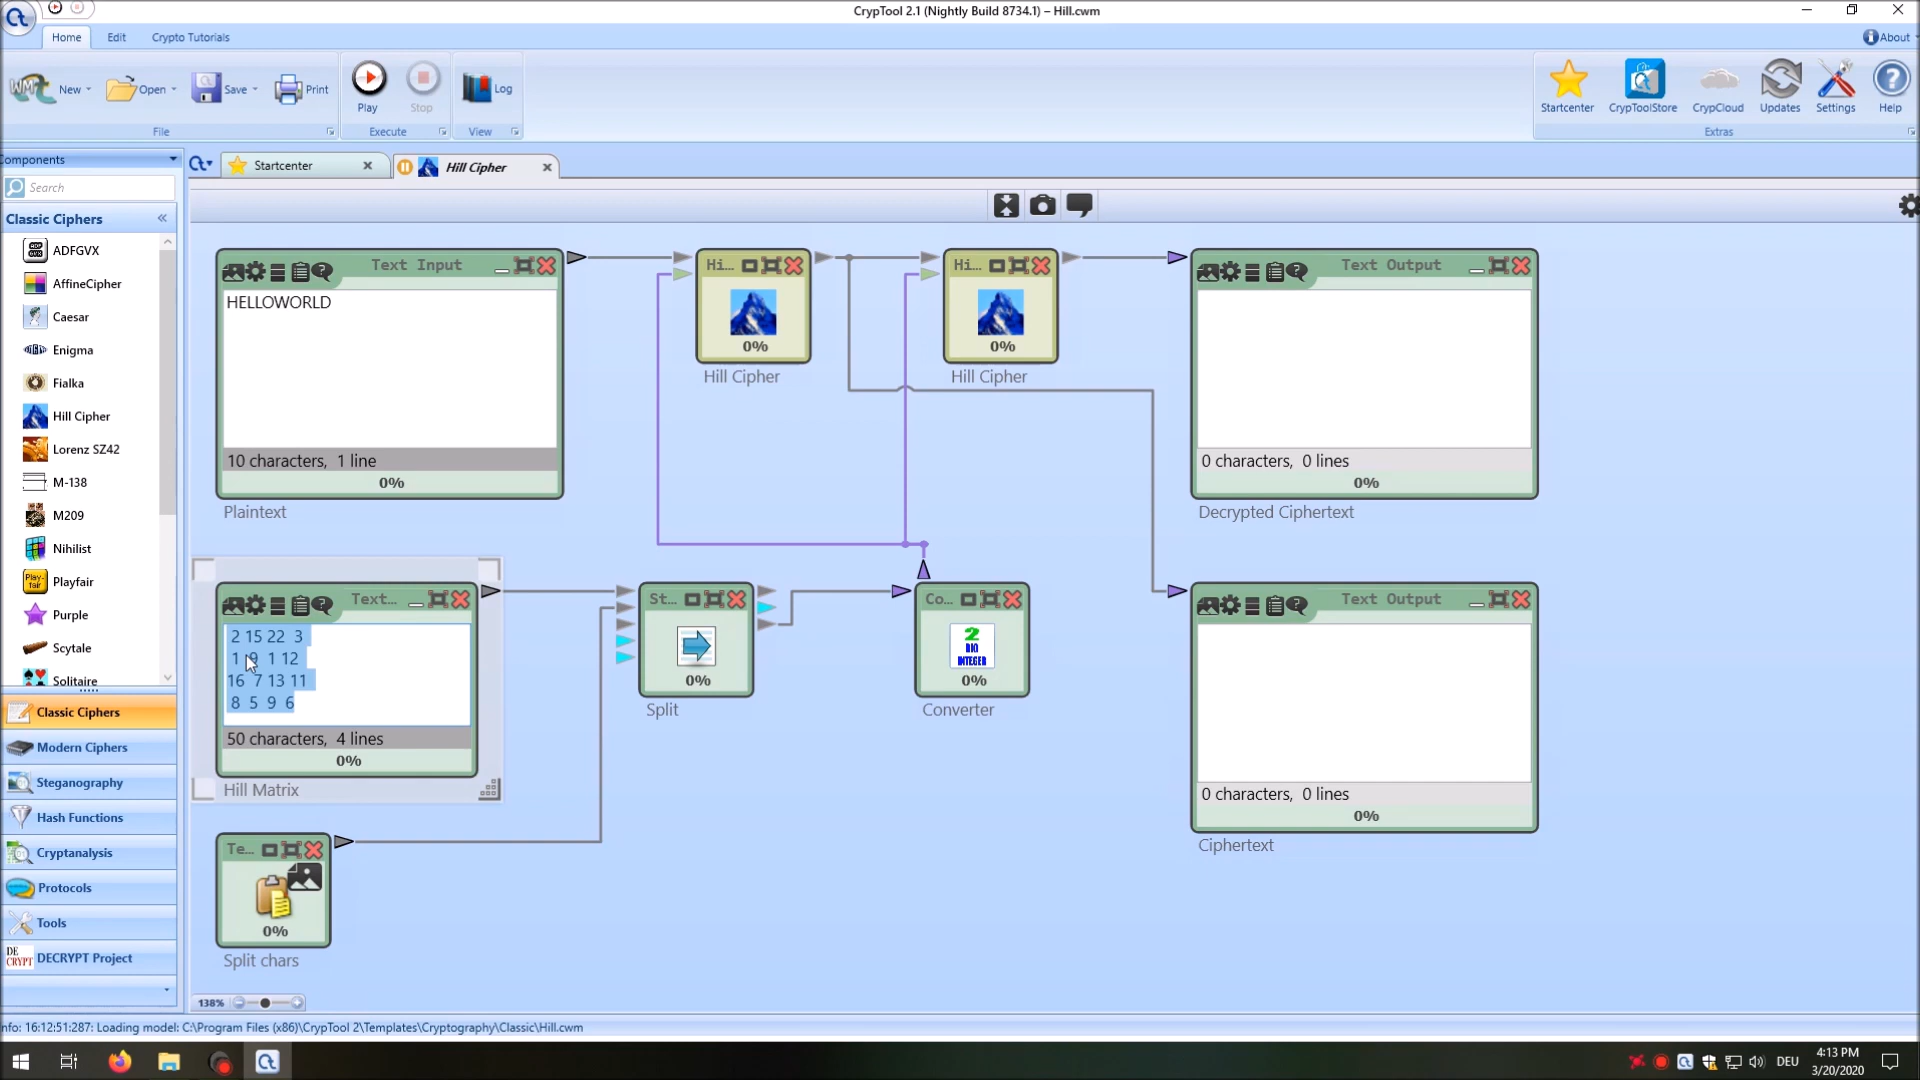 CrypTool 2.1 (Nightly Build 8734.1) – Hill.cwm
Home
Edit
Crypto Tutorials
About
New
Open
Save
Print
Play
Stop
Log
Startcenter
CrypToolStore
CrypCloud
Updates
Settings
Help
File
Execute
View
Extras
Components
Startcenter
Hill Cipher
Search
Classic Ciphers
ADFGVX
AffineCipher
Caesar
Enigma
Fialka
Hill Cipher
Lorenz SZ42
M-138
M209
Nihilist
Playfair
Purple
Scytale
Solitaire
Classic Ciphers
Modern Ciphers
Steganography
Hash Functions
Cryptanalysis
Protocols
Tools
DECRYPT Project
Text Input
HELLOWORLD
10 characters, 1 line
0%
Plaintext
Hi...
0%
Hill Cipher
Hi...
0%
Hill Cipher
Text Output
0 characters, 0 lines
0%
Decrypted Ciphertext
Text...
2 15 22 3
1 9 1 12
16 7 13 11
8 5 9 6
50 characters, 4 lines
0%
Hill Matrix
St...
0%
Split
Co...
2
BIG
INTEGER
0%
Converter
Text Output
0 characters, 0 lines
0%
Ciphertext
Te...
0%
Split chars
138%
nfo: 16:12:51:287: Loading model: C:\Program Files (x86)\CrypTool 2\Templates\Cryptography\Classic\Hill.cwm
DEU
4:13 PM
3/20/2020